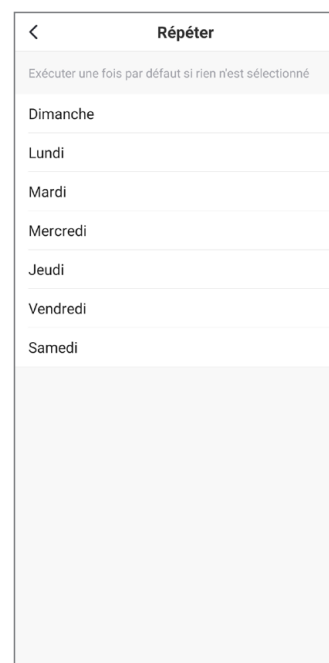 Répéter
Exécuter une fois par défaut si rien n'est sélectionné
Dimanche
Lundi
Mardi
Mercredi
Jeudi
Vendredi
Samedi